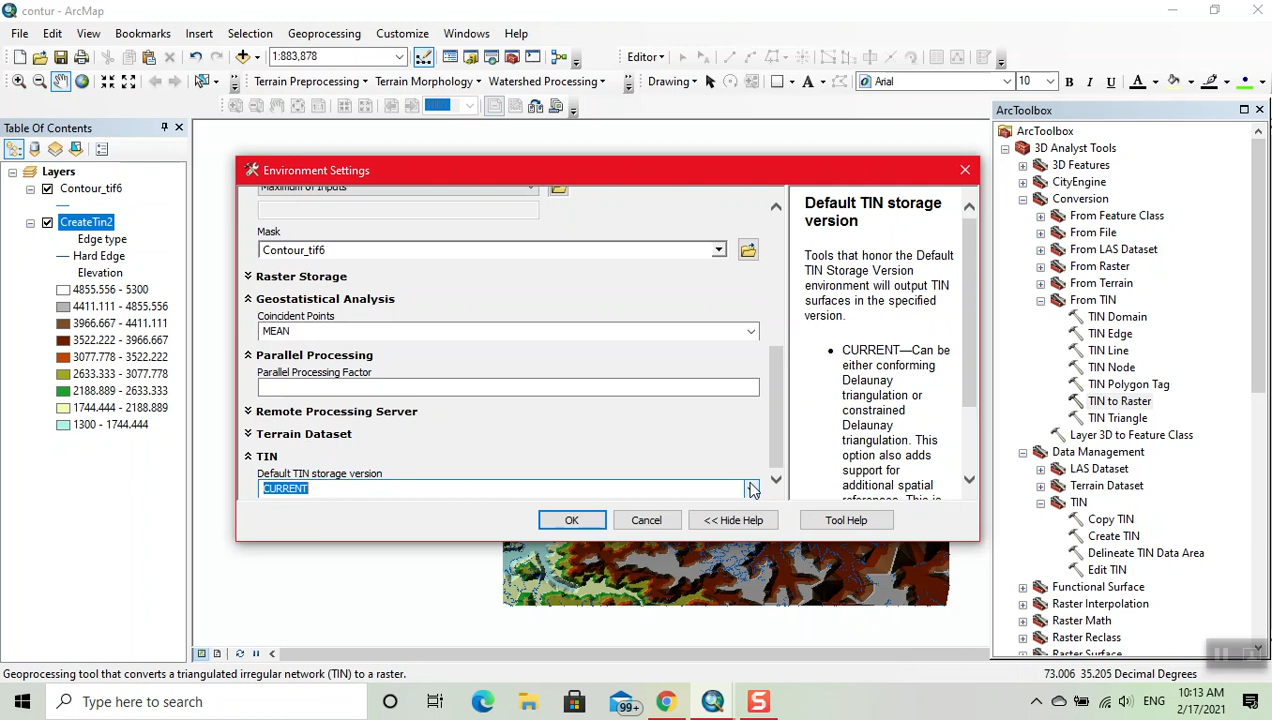 contur - ArcMap
File Edit View Bookmarks Insert Selection Geoprocessing Customize Windows Help
1:883,878
Editor
Terrain Preprocessing Terrain Morphology Watershed Processing
Drawing
Arial
10
B I U A
Table Of Contents
Layers
Contour_tif6
CreateTin2
Edge type
Hard Edge
Elevation
4855.556 - 5300
4411.111 - 4855.556
3966.667 - 4411.111
3522.222 - 3966.667
3077.778 - 3522.222
2633.333 - 3077.778
2188.889 - 2633.333
1744.444 - 2188.889
1300 - 1744.444
Environment Settings
Maximum of Inputs
Mask
Contour_tif6
Raster Storage
Geostatistical Analysis
Coincident Points
MEAN
Parallel Processing
Parallel Processing Factor
Remote Processing Server
Terrain Dataset
TIN
Default TIN storage version
CURRENT
OK
Cancel
<< Hide Help
Tool Help
Default TIN storage
version
Tools that honor the Default
TIN Storage Version
environment will output TIN
surfaces in the specified
version.
• CURRENT—Can be
either conforming
Delaunay
triangulation or
constrained
Delaunay
triangulation. This
option also adds
support for
additional spatial
references. This is
ArcToolbox
ArcToolbox
3D Analyst Tools
3D Features
CityEngine
Conversion
From Feature Class
From File
From LAS Dataset
From Raster
From Terrain
From TIN
TIN Domain
TIN Edge
TIN Line
TIN Node
TIN Polygon Tag
TIN to Raster
TIN Triangle
Layer 3D to Feature Class
Data Management
LAS Dataset
Terrain Dataset
TIN
Copy TIN
Create TIN
Delineate TIN Data Area
Edit TIN
Functional Surface
Raster Interpolation
Raster Math
Raster Reclass
Raster Surface
Geoprocessing tool that converts a triangulated irregular network (TIN) to a raster.
73.006 35.205 Decimal Degrees
Type here to search
99+
ENG
10:13 AM
2/17/2021